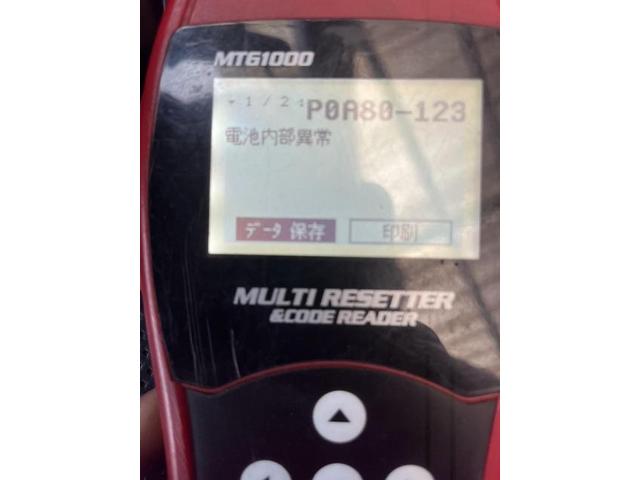 MTG1000
1 / 2 : P0A80-123
電池内部異常
データ 保存 印刷
MULTI RESETTER
&CODE READER